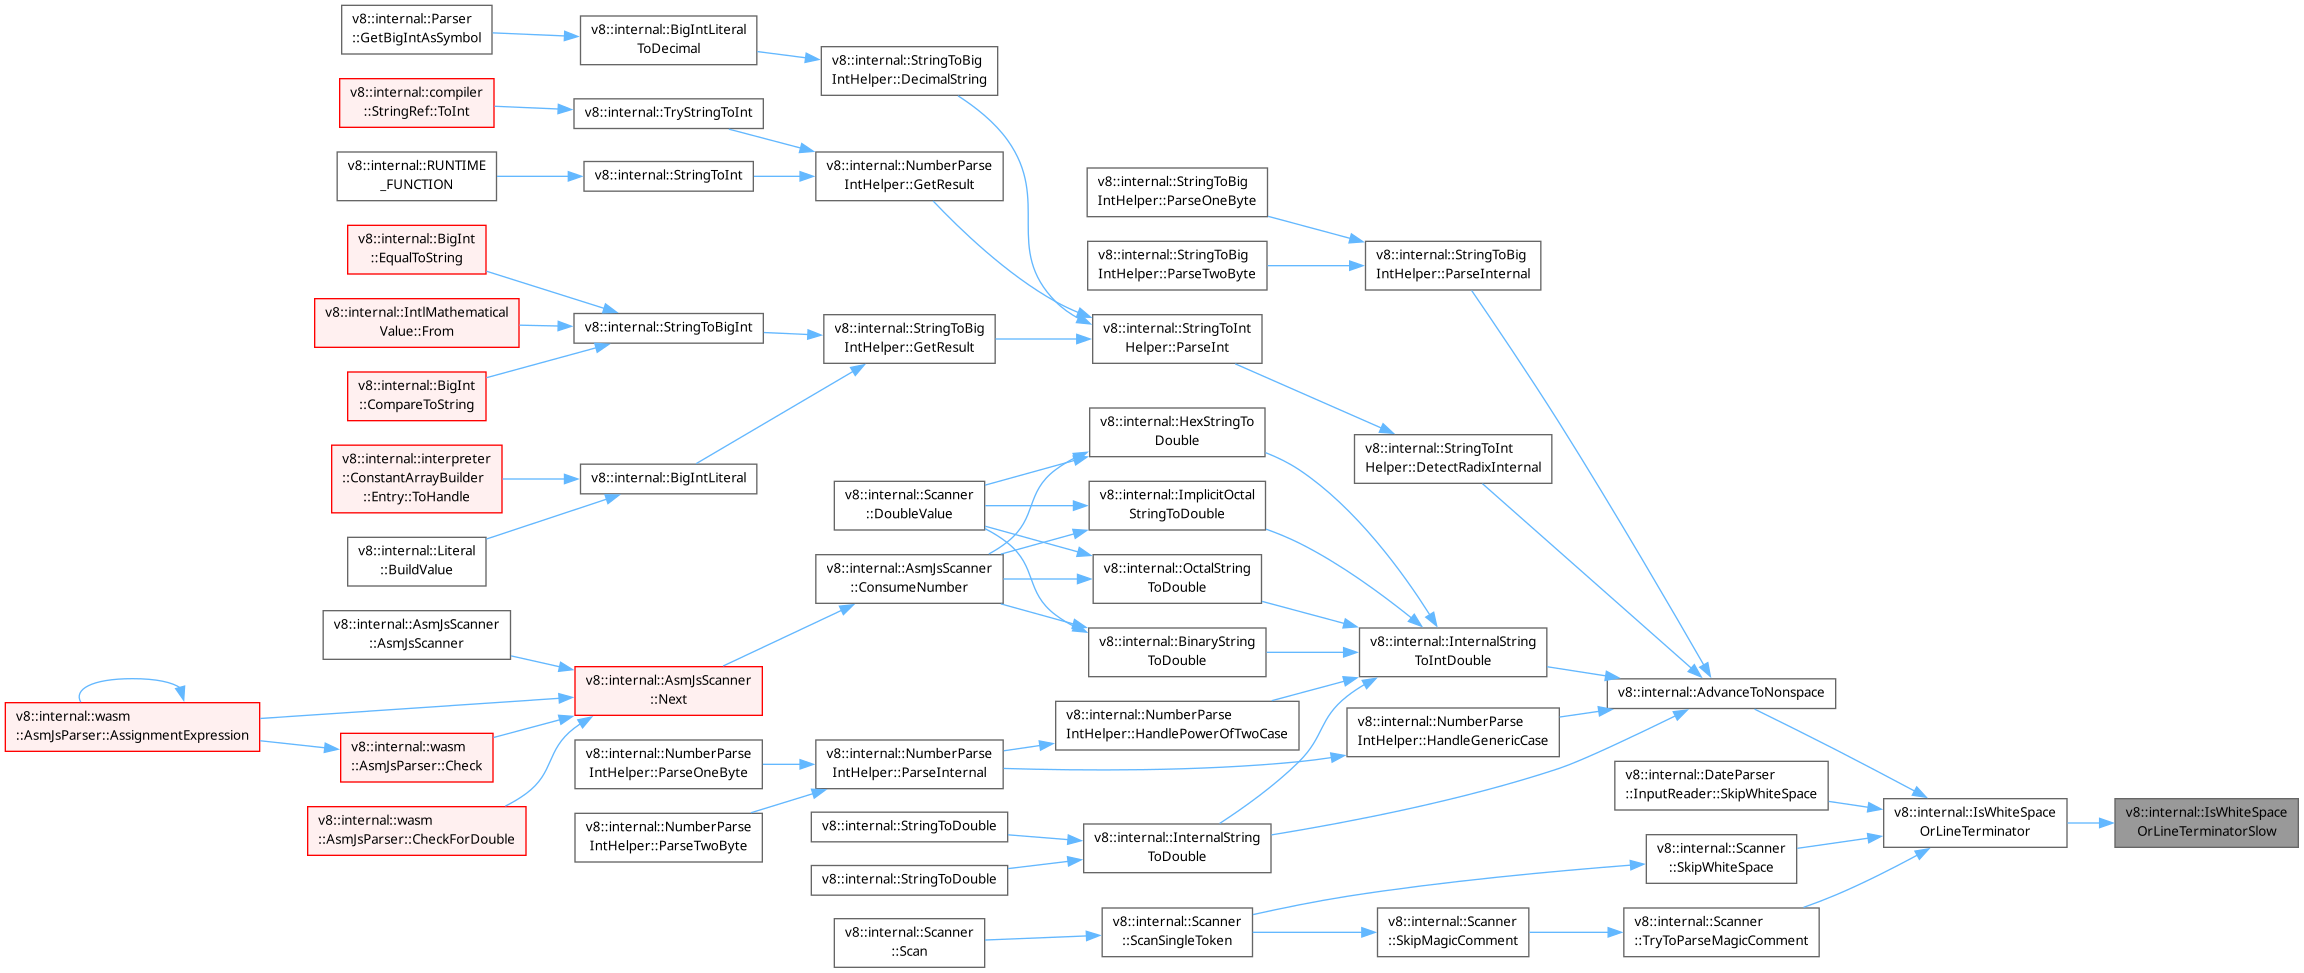 v8::internal::Parser
::GetBigIntAsSymbol
v8::internal::BigIntLiteral
ToDecimal
v8::internal::StringToBig
IntHelper::DecimalString
v8::internal::compiler
::StringRef::ToInt
v8::internal::TryStringToInt
v8::internal::RUNTIME
_FUNCTION
v8::internal::StringToInt
v8::internal::NumberParse
IntHelper::GetResult
v8::internal::StringToBig
IntHelper::ParseOneByte
v8::internal::BigInt
::EqualToString
v8::internal::StringToBig
IntHelper::ParseTwoByte
v8::internal::StringToBig
IntHelper::ParseInternal
v8::internal::IntlMathematical
Value::From
v8::internal::StringToBigInt
v8::internal::StringToBig
IntHelper::GetResult
v8::internal::StringToInt
Helper::ParseInt
v8::internal::BigInt
::CompareToString
v8::internal::HexStringTo
Double
v8::internal::StringToInt
Helper::DetectRadixInternal
v8::internal::interpreter
::ConstantArrayBuilder
::Entry::ToHandle
v8::internal::BigIntLiteral
v8::internal::Scanner
::DoubleValue
v8::internal::ImplicitOctal
StringToDouble
v8::internal::Literal
::BuildValue
v8::internal::AsmJsScanner
::ConsumeNumber
v8::internal::OctalString
ToDouble
v8::internal::AsmJsScanner
::AsmJsScanner
v8::internal::BinaryString
ToDouble
v8::internal::InternalString
ToIntDouble
v8::internal::AsmJsScanner
::Next
v8::internal::AdvanceToNonspace
v8::internal::wasm
::AsmJsParser::AssignmentExpression
v8::internal::wasm
::AsmJsParser::Check
v8::internal::NumberParse
IntHelper::HandlePowerOfTwoCase
v8::internal::NumberParse
IntHelper::HandleGenericCase
v8::internal::NumberParse
IntHelper::ParseOneByte
v8::internal::NumberParse
IntHelper::ParseInternal
v8::internal::DateParser
::InputReader::SkipWhiteSpace
v8::internal::wasm
::AsmJsParser::CheckForDouble
v8::internal::NumberParse
IntHelper::ParseTwoByte
v8::internal::StringToDouble
v8::internal::InternalString
ToDouble
v8::internal::IsWhiteSpace
OrLineTerminator
v8::internal::IsWhiteSpace
OrLineTerminatorSlow
v8::internal::StringToDouble
v8::internal::Scanner
::SkipWhiteSpace
v8::internal::Scanner
::Scan
v8::internal::Scanner
::ScanSingleToken
v8::internal::Scanner
::SkipMagicComment
v8::internal::Scanner
::TryToParseMagicComment